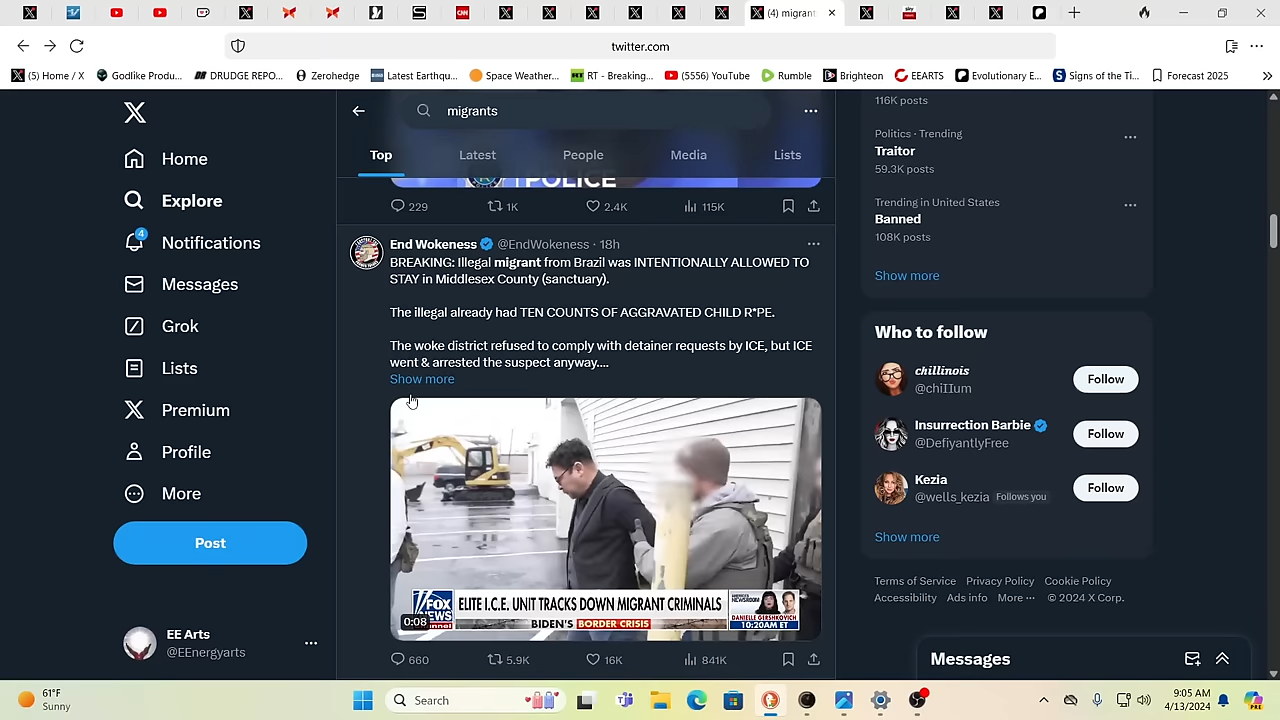 (4) migrant
twitter.com
(5) Home / X
Godlike Produ...
DRUDGE REPO...
Zerohedge
Latest Earthqu...
Space Weather...
RT - Breaking...
(5556) YouTube
Rumble
Brighteon
EEARTS
Evolutionary E...
Signs of the Ti...
Forecast 2025
Home
Explore
4
Notifications
Messages
Grok
Lists
Premium
Profile
More
Post
EE Arts
@EEnergyarts
migrants
Top
Latest
People
Media
Lists
POLICE
229
1K
2.4K
115K
End Wokeness @EndWokeness · 18h
BREAKING: Illegal migrant from Brazil was INTENTIONALLY ALLOWED TO
STAY in Middlesex County (sanctuary).
The illegal already had TEN COUNTS OF AGGRAVATED CHILD R*PE.
The woke district refused to comply with detainer requests by ICE, but ICE
went & arrested the suspect anyway....
Show more
FOX
NEWS
channel
0:08
ELITE I.C.E. UNIT TRACKS DOWN MIGRANT CRIMINALS
BIDEN'S BORDER CRISIS
DANIELLE GERSHKOVICH
10:20AM ET
660
5.9K
16K
841K
116K posts
Politics · Trending
Traitor
59.3K posts
Trending in United States
Banned
108K posts
Show more
Who to follow
chillinois
@chiIIum
Follow
Insurrection Barbie
@DefiyantlyFree
Follow
Kezia
@wells_kezia Follows you
Follow
Show more
Terms of Service Privacy Policy Cookie Policy
Accessibility Ads info More ··· © 2024 X Corp.
Messages
61°F
Sunny
Search
9:05 AM
4/13/2024